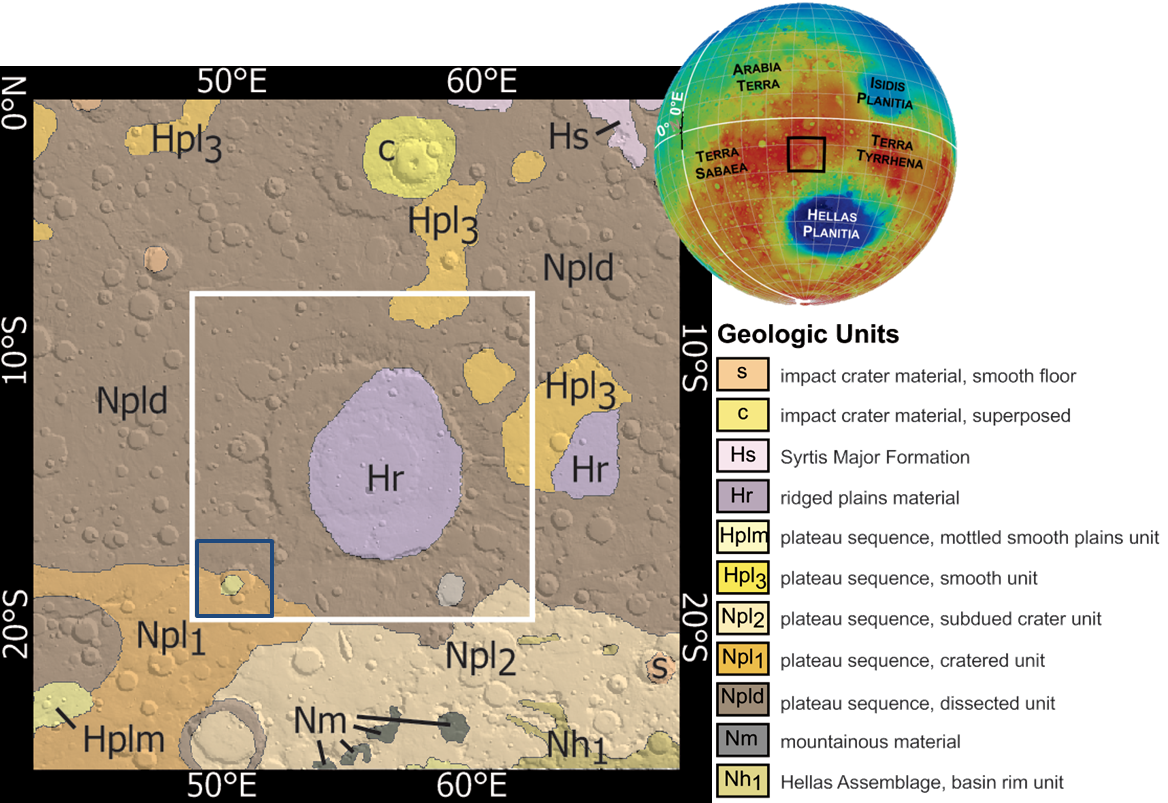 50°E
60°E
0°N
Hpl3
c
Hs
Hpl3
Npld
10°S
10°S
Npld
Hpl3
Hr
Hr
20°S
20°S
Npl1
Npl2
s
Hplm
Nm
Nh1
50°E
60°E
ARABIA
TERRA
ISIDIS
PLANITIA
0°
0°E
TERRA
SABAEA
TERRA
TYRRHENA
HELLAS
PLANITIA
Geologic Units
s impact crater material, smooth floor
c impact crater material, superposed
Hs Syrtis Major Formation
Hr ridged plains material
Hplm plateau sequence, mottled smooth plains unit
Hpl3 plateau sequence, smooth unit
Npl2 plateau sequence, subdued crater unit
Npl1 plateau sequence, cratered unit
Npld plateau sequence, dissected unit
Nm mountainous material
Nh1 Hellas Assemblage, basin rim unit